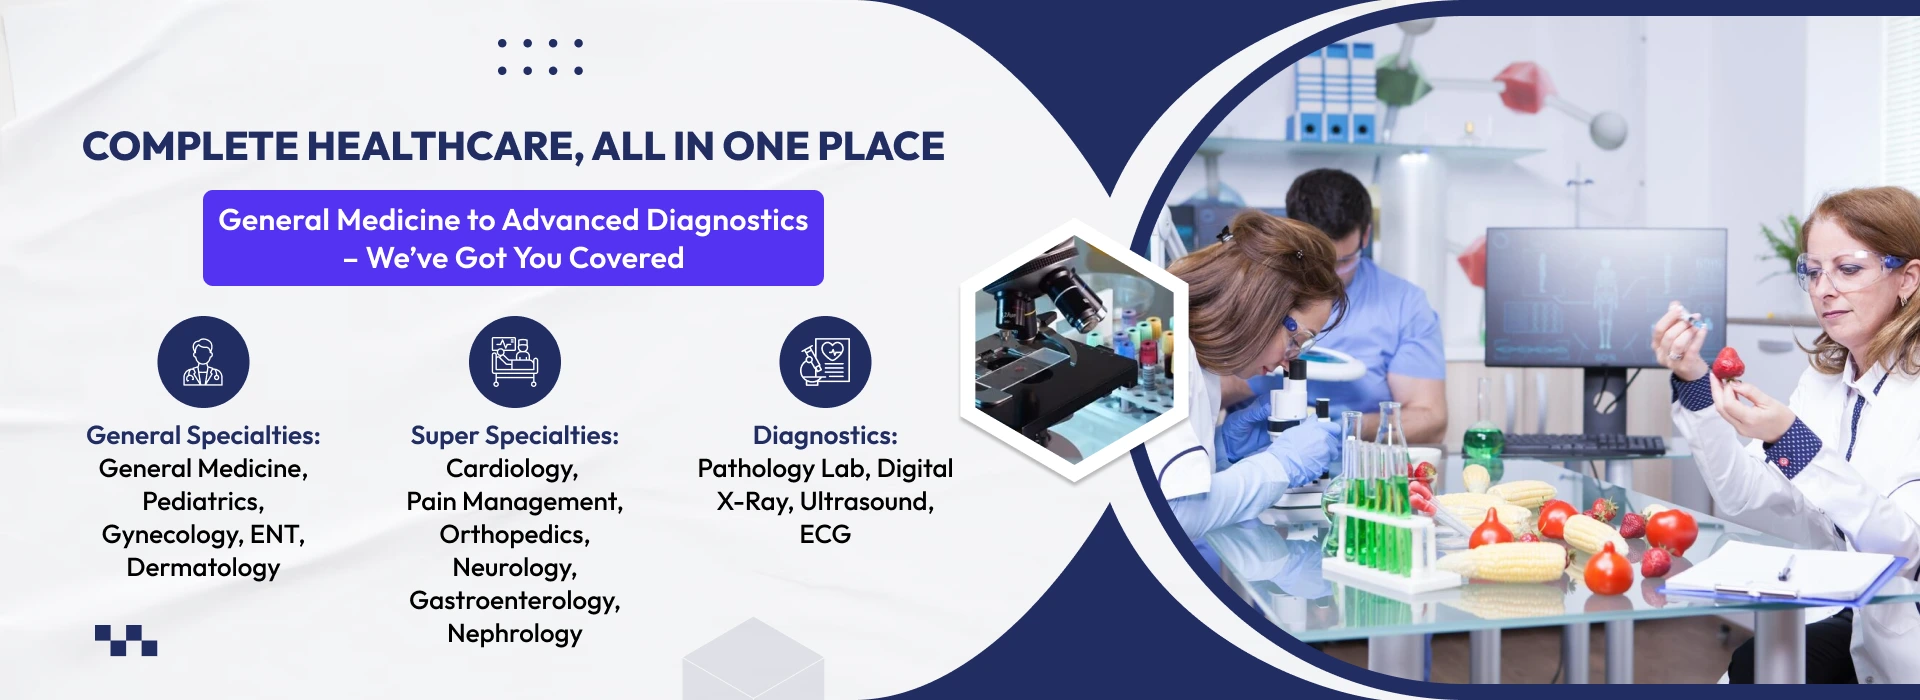 COMPLETE HEALTHCARE, ALL IN ONE PLACE
General Medicine to Advanced Diagnostics
– We’ve Got You Covered
General Specialties:
General Medicine,
Pediatrics,
Gynecology, ENT,
Dermatology
Super Specialties:
Cardiology,
Pain Management,
Orthopedics,
Neurology,
Gastroenterology,
Nephrology
Diagnostics:
Pathology Lab, Digital
X-Ray, Ultrasound,
ECG